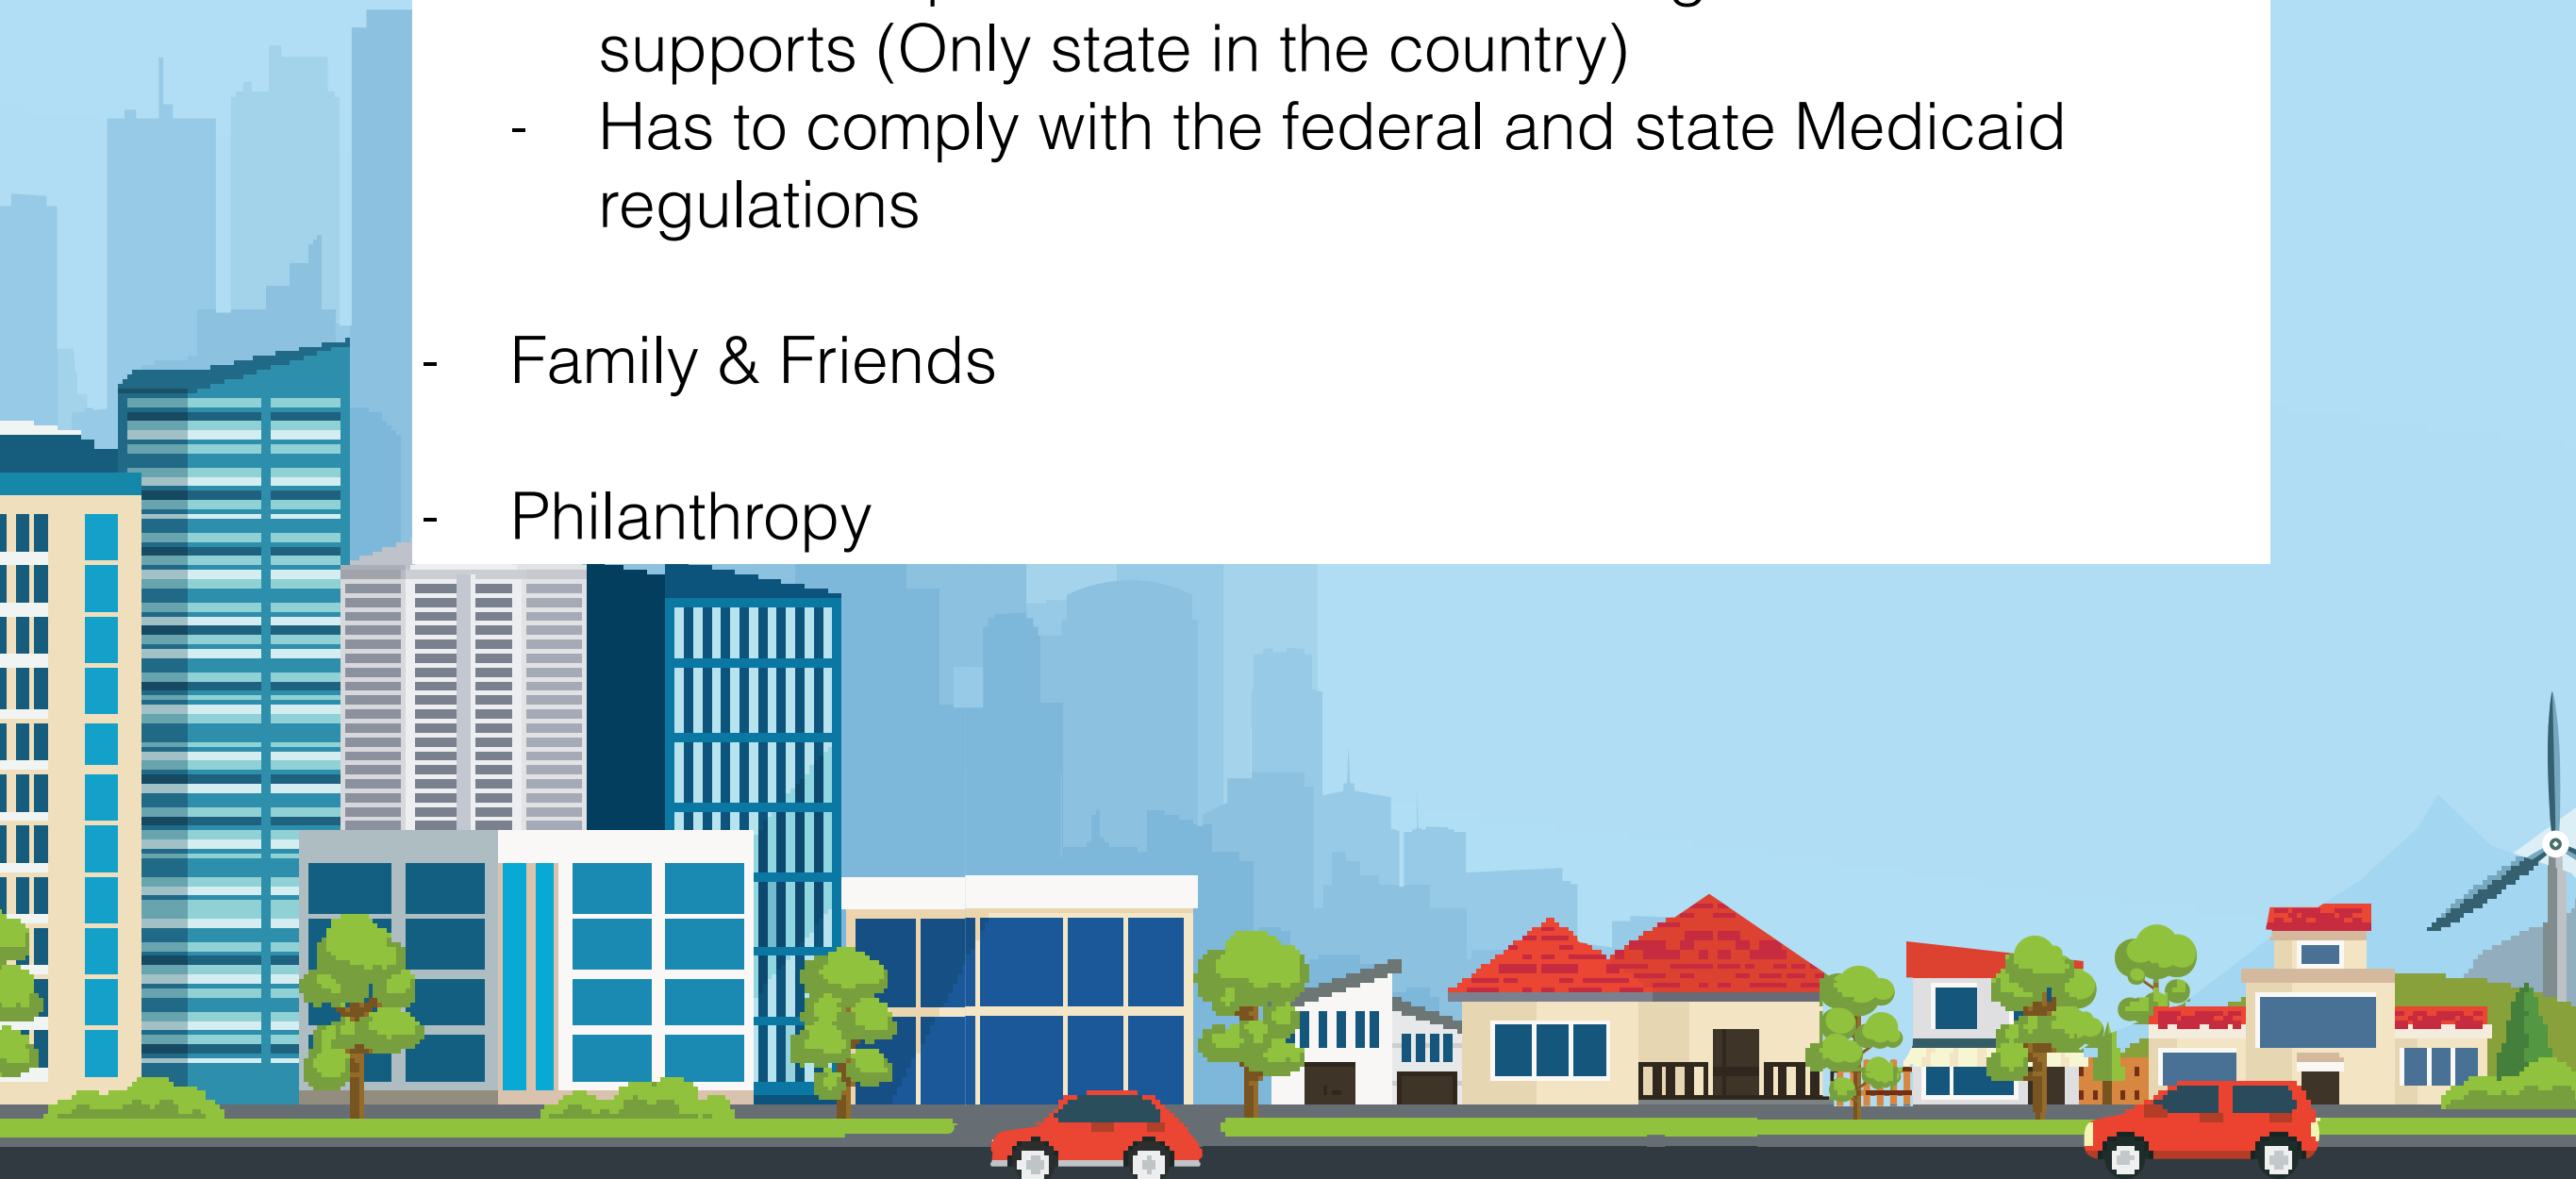 supports (Only state in the country)
- Has to comply with the federal and state Medicaid
regulations
- Family & Friends
- Philanthropy